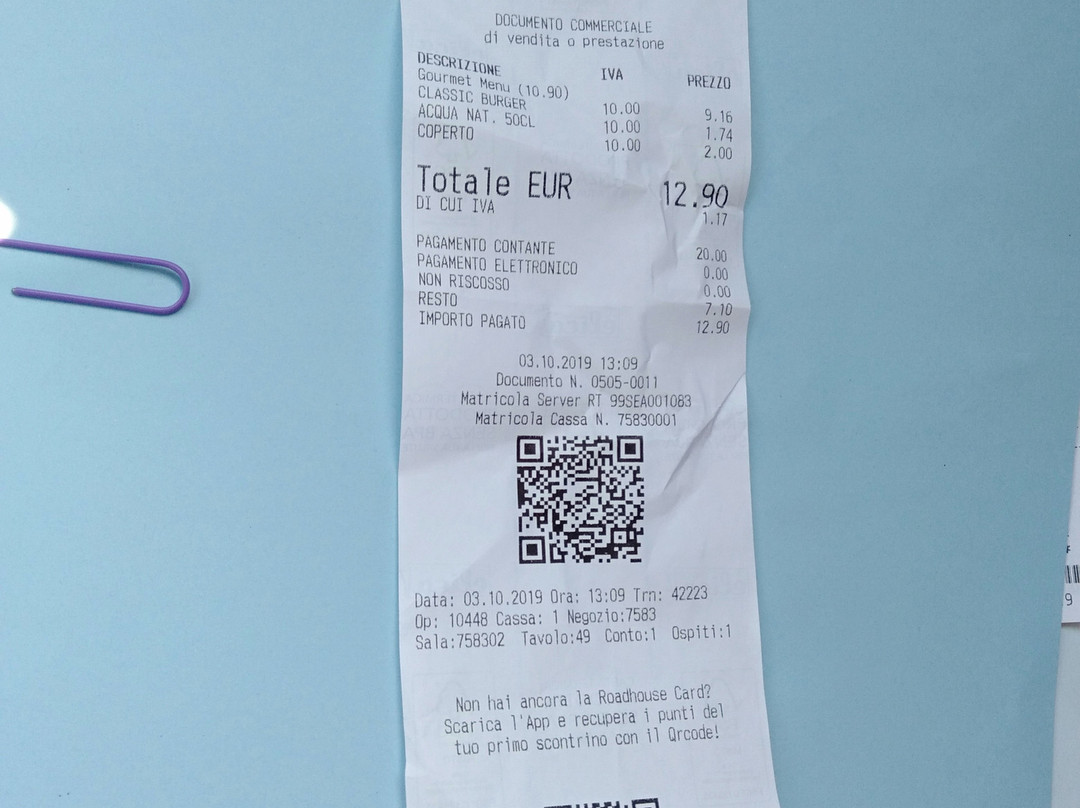 DOCUMENTO COMMERCIALE
di vendita o prestazione
DESCRIZIONE IVA PREZZO
Gourmet Menu (10.90)
CLASSIC BURGER 10.00 9.16
ACQUA NAT. 50CL 10.00 1.74
COPERTO 10.00 2.00
Totale EUR 12.90
DI CUI IVA 1.17
PAGAMENTO CONTANTE 20.00
PAGAMENTO ELETTRONICO 0.00
NON RISCOSSO 0.00
RESTO 7.10
IMPORTO PAGATO 12.90
03.10.2019 13:09
Documento N. 0505-0011
Matricola Server RT 99SEA001083
Matricola Cassa N. 75830001
Data: 03.10.2019 Ora: 13:09 Trn: 42223
Op: 10448 Cassa: 1 Negozio:7583
Sala:758302 Tavolo:49 Conto:1 Ospiti:1
Non hai ancora la Roadhouse Card?
Scarica l'App e recupera i punti del
tuo primo scontrino con il Qrcode!
9